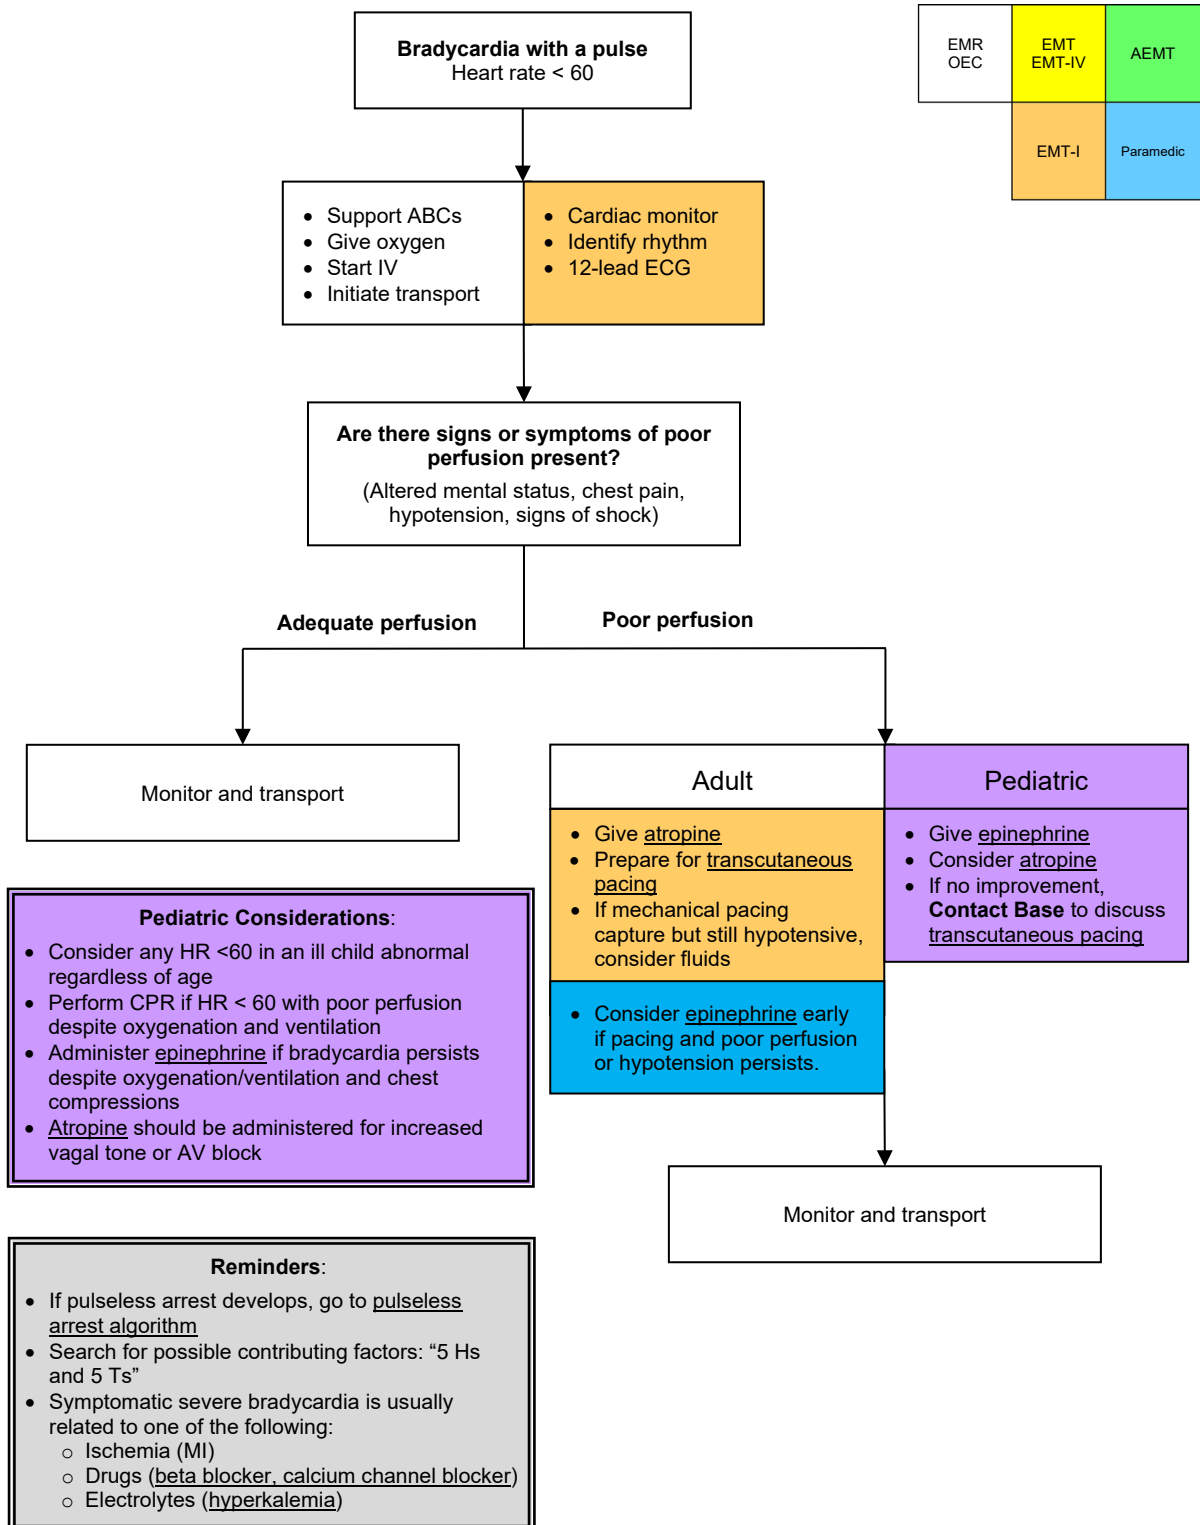 Bradycardia with a pulse
Heart rate < 60
EMR
OEC
EMT
EMT-IV
AEMT
EMT-I
Paramedic
• Support ABCs
• Give oxygen
• Start IV
• Initiate transport
• Cardiac monitor
• Identify rhythm
• 12-lead ECG
Are there signs or symptoms of poor
perfusion present?
(Altered mental status, chest pain,
hypotension, signs of shock)
Adequate perfusion
Poor perfusion
Monitor and transport
Adult
• Give atropine
• Prepare for transcutaneous
pacing
• If mechanical pacing
capture but still hypotensive,
consider fluids
• Consider epinephrine early
if pacing and poor perfusion
or hypotension persists.
Pediatric
• Give epinephrine
• Consider atropine
• If no improvement,
Contact Base to discuss
transcutaneous pacing
Monitor and transport
Pediatric Considerations:
• Consider any HR <60 in an ill child abnormal
regardless of age
• Perform CPR if HR < 60 with poor perfusion
despite oxygenation and ventilation
• Administer epinephrine if bradycardia persists
despite oxygenation/ventilation and chest
compressions
• Atropine should be administered for increased
vagal tone or AV block
Reminders:
• If pulseless arrest develops, go to pulseless
arrest algorithm
• Search for possible contributing factors: “5 Hs
and 5 Ts”
• Symptomatic severe bradycardia is usually
related to one of the following:
o Ischemia (MI)
o Drugs (beta blocker, calcium channel blocker)
o Electrolytes (hyperkalemia)